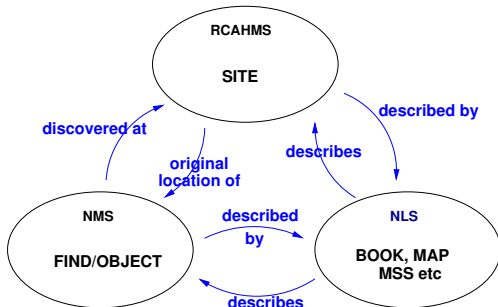 RCAHMS
SITE
described by
discovered at
describes
original
location of
NMS
FIND/OBJECT
described
by
NLS
BOOK, MAP
MSS etc
describes